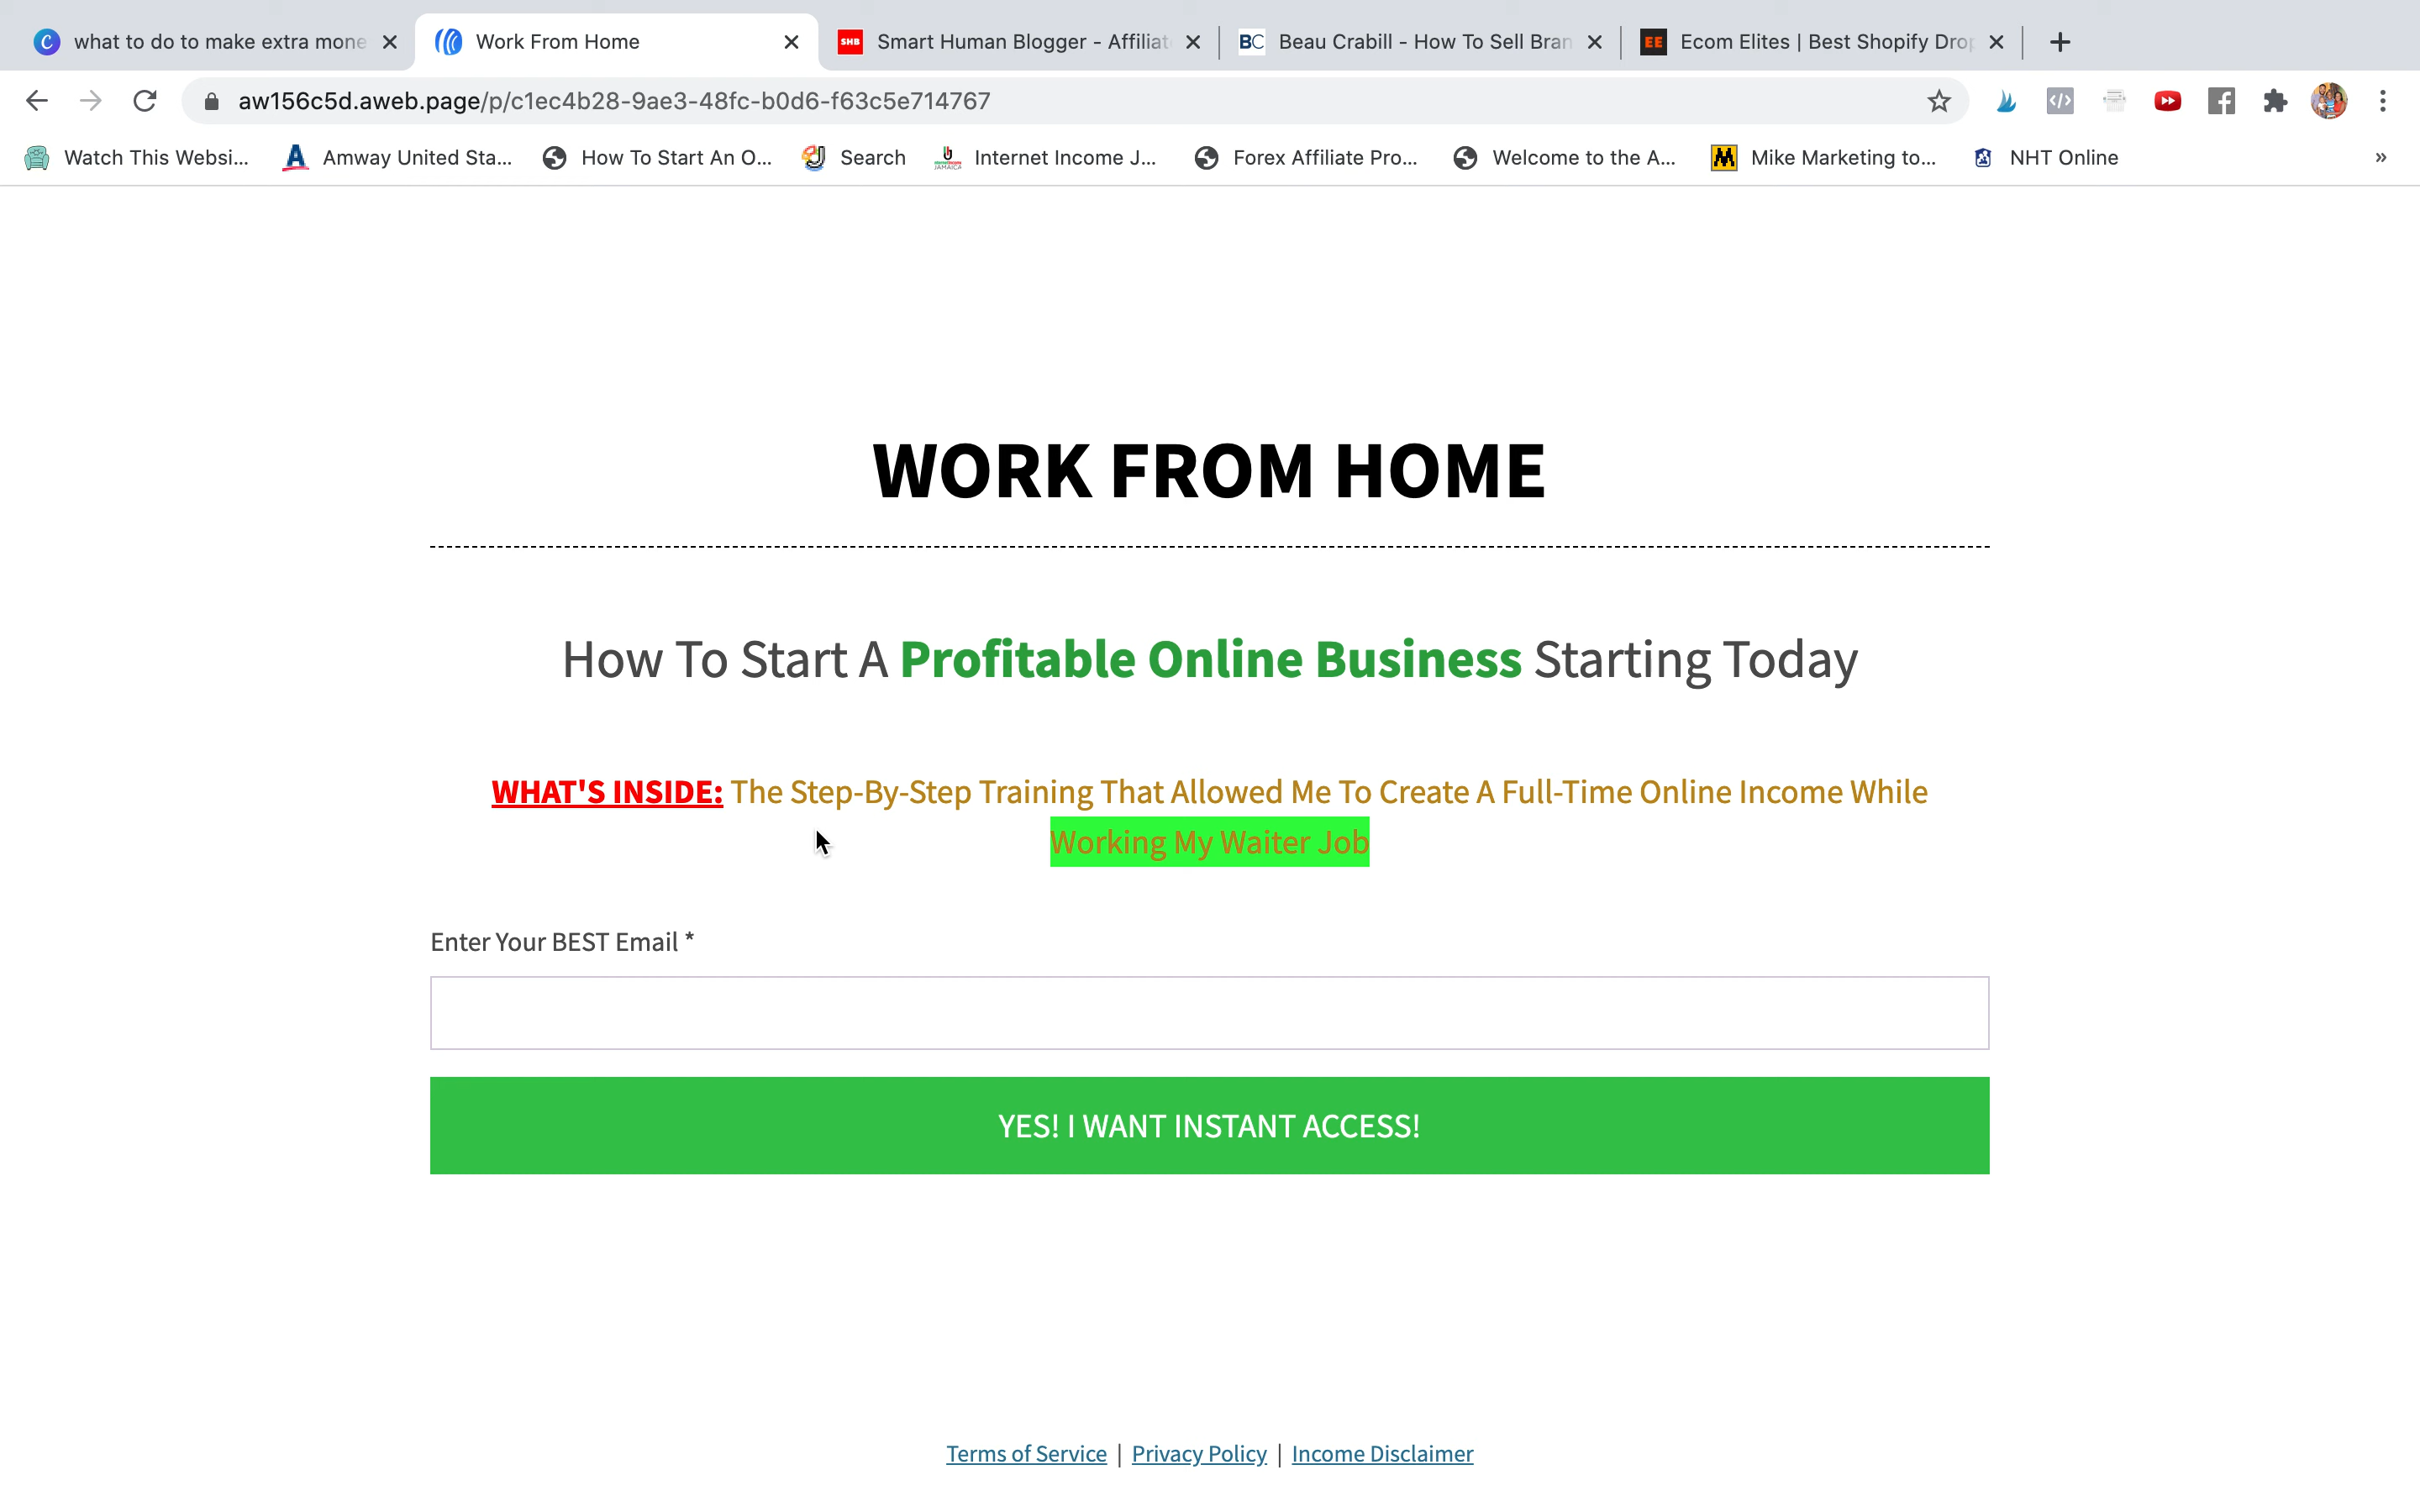 what to do to make extra mone
Work From Home
SHB Smart Human Blogger - Affiliat
BC Beau Crabill - How To Sell Bran
EE Ecom Elites | Best Shopify Dro
aw156c5d.aweb.page/p/c1ec4b28-9ae3-48fc-b0d6-f63c5e714767
Watch This Websi...
Amway United Sta...
How To Start An O...
Search
Internet Income J...
Forex Affiliate Pro...
Welcome to the A...
Mike Marketing to...
NHT Online
WORK FROM HOME
How To Start A Profitable Online Business Starting Today
WHAT'S INSIDE: The Step-By-Step Training That Allowed Me To Create A Full-Time Online Income While
Working My Waiter Job
Enter Your BEST Email *
YES! I WANT INSTANT ACCESS!
Terms of Service | Privacy Policy | Income Disclaimer